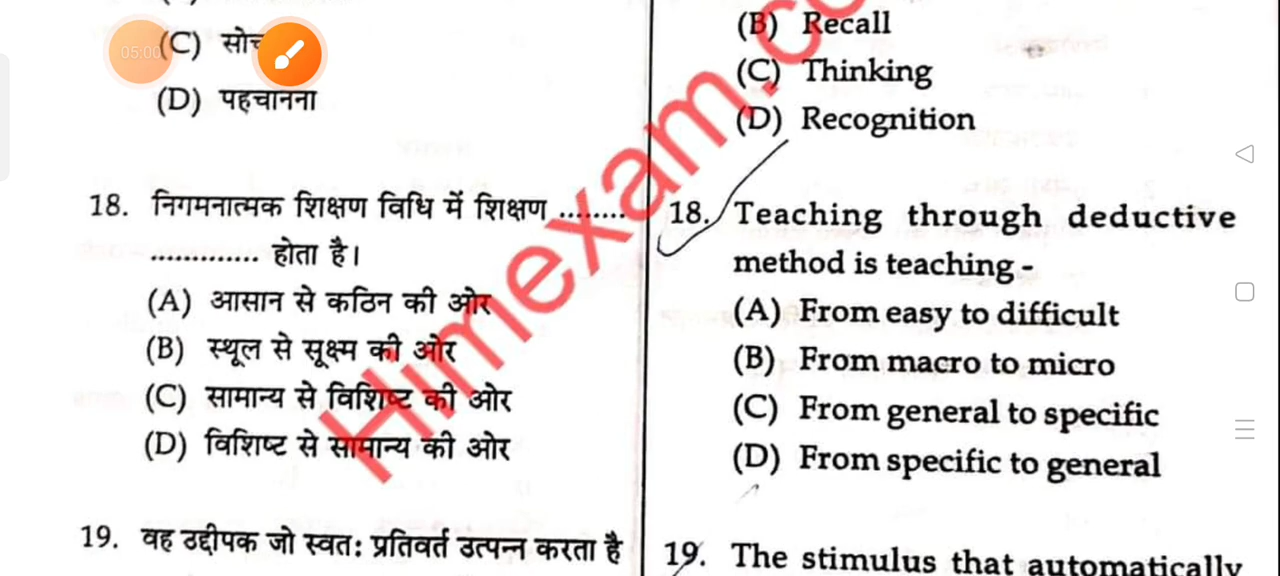 05:00
(C) सोच
(D) पहचानना
18. निगमनात्मक शिक्षण विधि में शिक्षण ........
.............. होता है।
(A) आसान से कठिन की ओर
(B) स्थूल से सूक्ष्म की ओर
(C) सामान्य से विशिष्ट की ओर
(D) विशिष्ट से सामान्य की ओर
19. वह उद्दीपक जो स्वत: प्रतिवर्त उत्पन्न करता है
(B) Recall
(C) Thinking
(D) Recognition
18. Teaching through deductive
method is teaching -
(A) From easy to difficult
(B) From macro to micro
(C) From general to specific
(D) From specific to general
19. The stimulus that automatically
Himexam.co